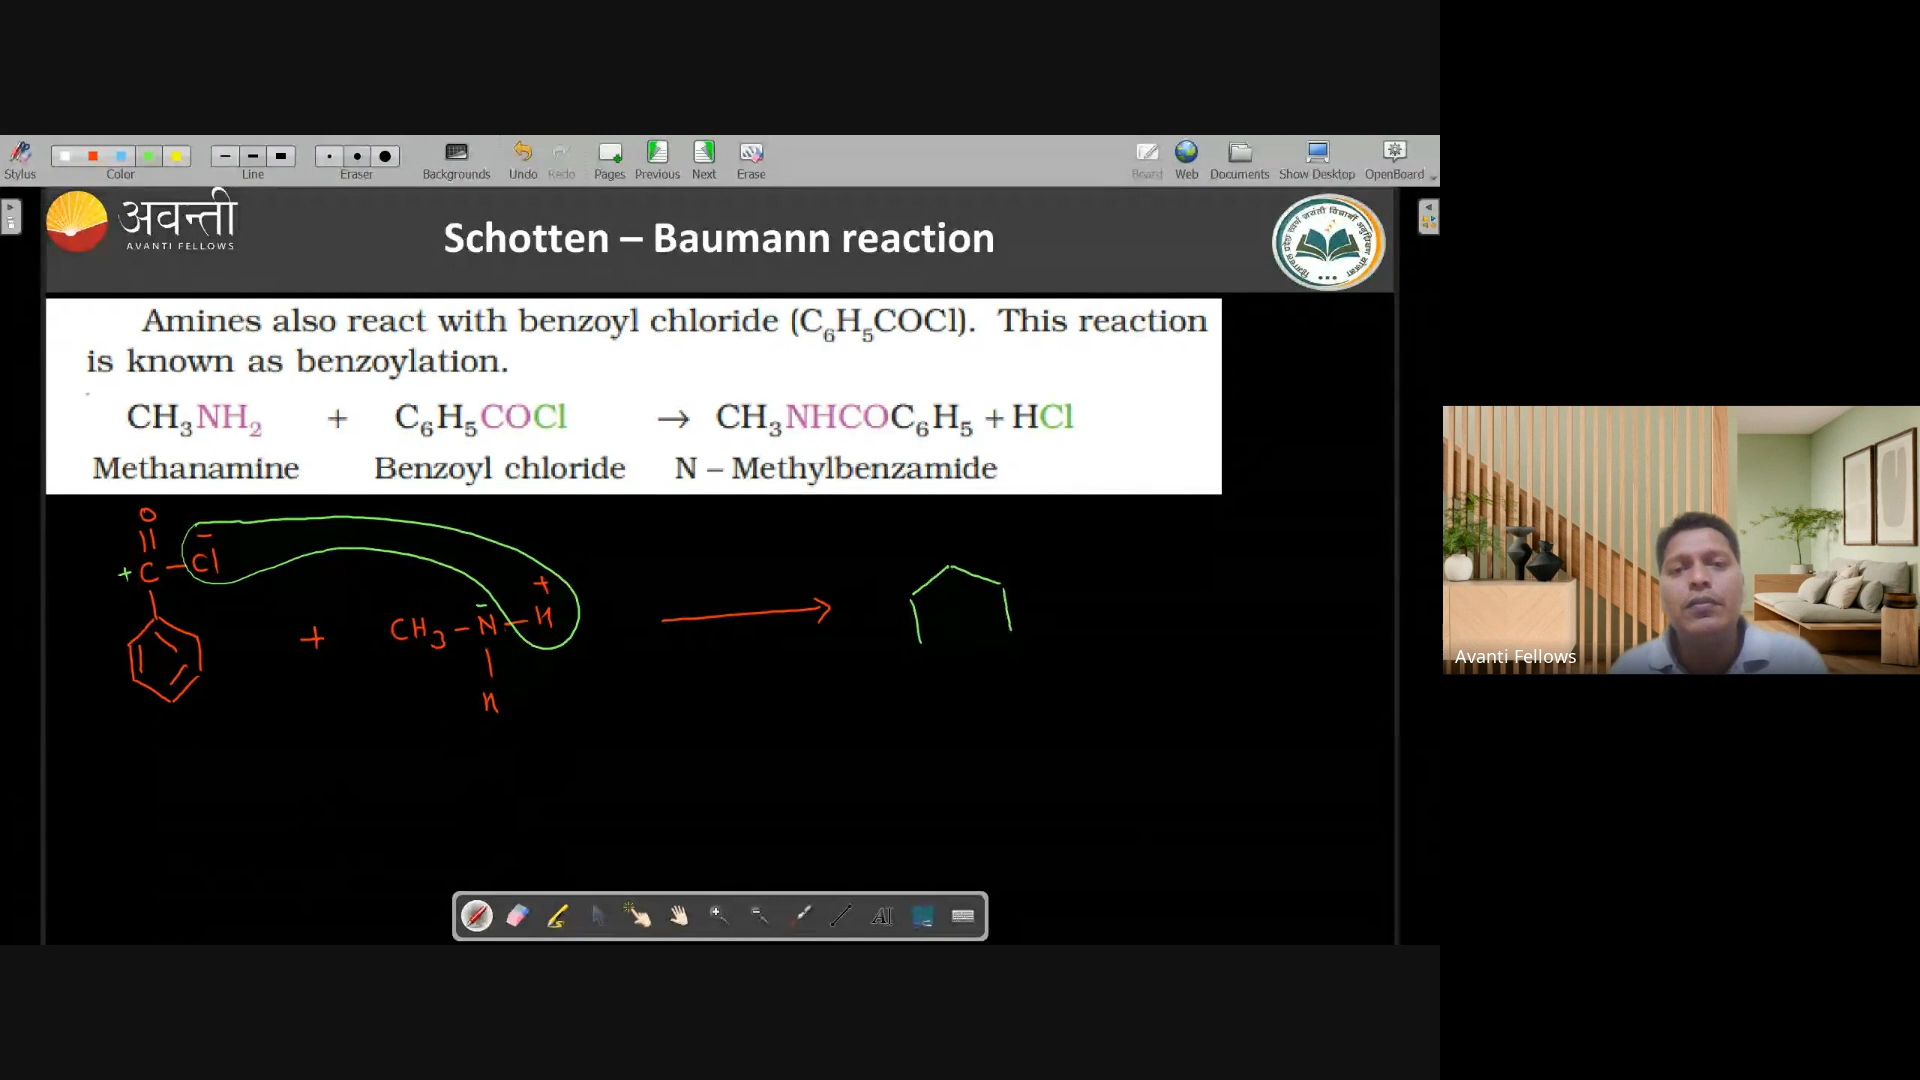 Stylus Color Line Eraser Backgrounds Undo Redo Pages Previous Next Erase Board Web Documents Show Desktop OpenBoard
अवन्ती
AVANTI FELLOWS
Schotten – Baumann reaction
Amines also react with benzoyl chloride (C₆H₅COCl). This reaction
is known as benzoylation.
CH₃NH₂ + C₆H₅COCl → CH₃NHCOC₆H₅ + HCl
Methanamine Benzoyl chloride N – Methylbenzamide
O
+ C – Cl –
+ CH₃ – N – H
H
Avanti Fellows